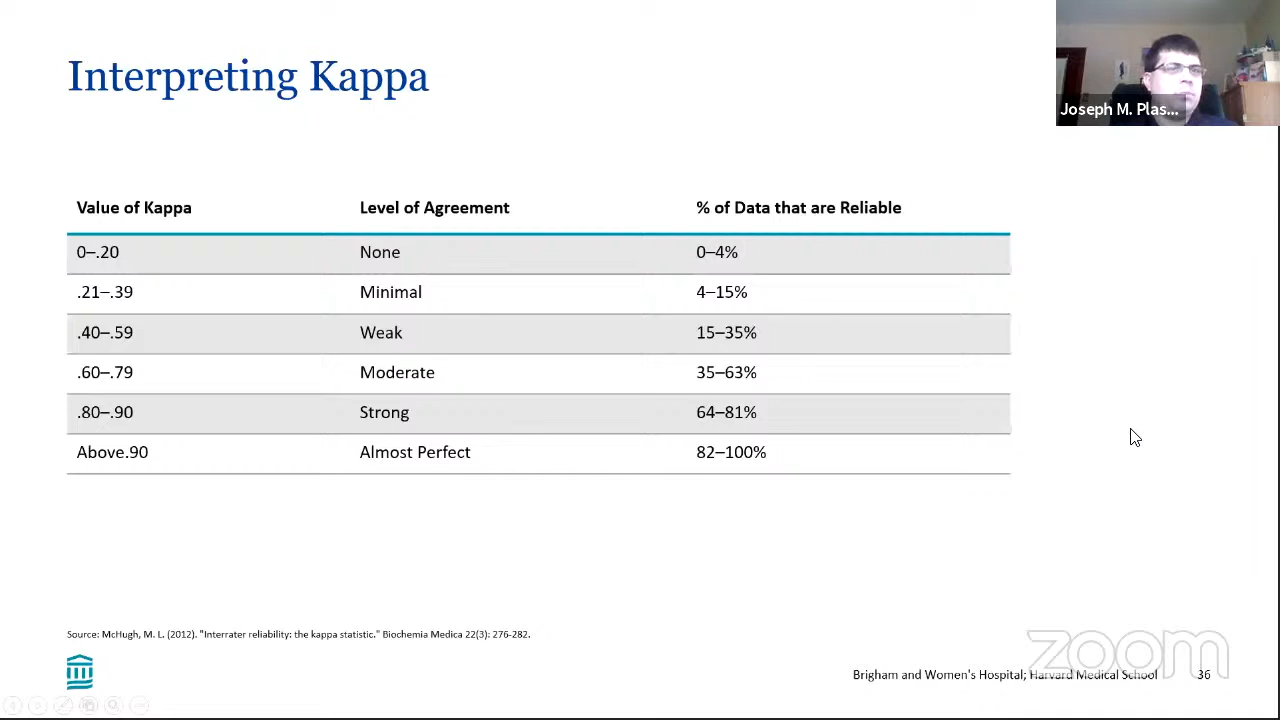 Interpreting Kappa
Joseph M. Plas...
Value of Kappa Level of Agreement % of Data that are Reliable
0–.20 None 0–4%
.21–.39 Minimal 4–15%
.40–.59 Weak 15–35%
.60–.79 Moderate 35–63%
.80–.90 Strong 64–81%
Above.90 Almost Perfect 82–100%
Source: McHugh, M. L. (2012). "Interrater reliability: the kappa statistic." Biochemia Medica 22(3): 276-282.
zoom
Brigham and Women's Hospital; Harvard Medical School 36